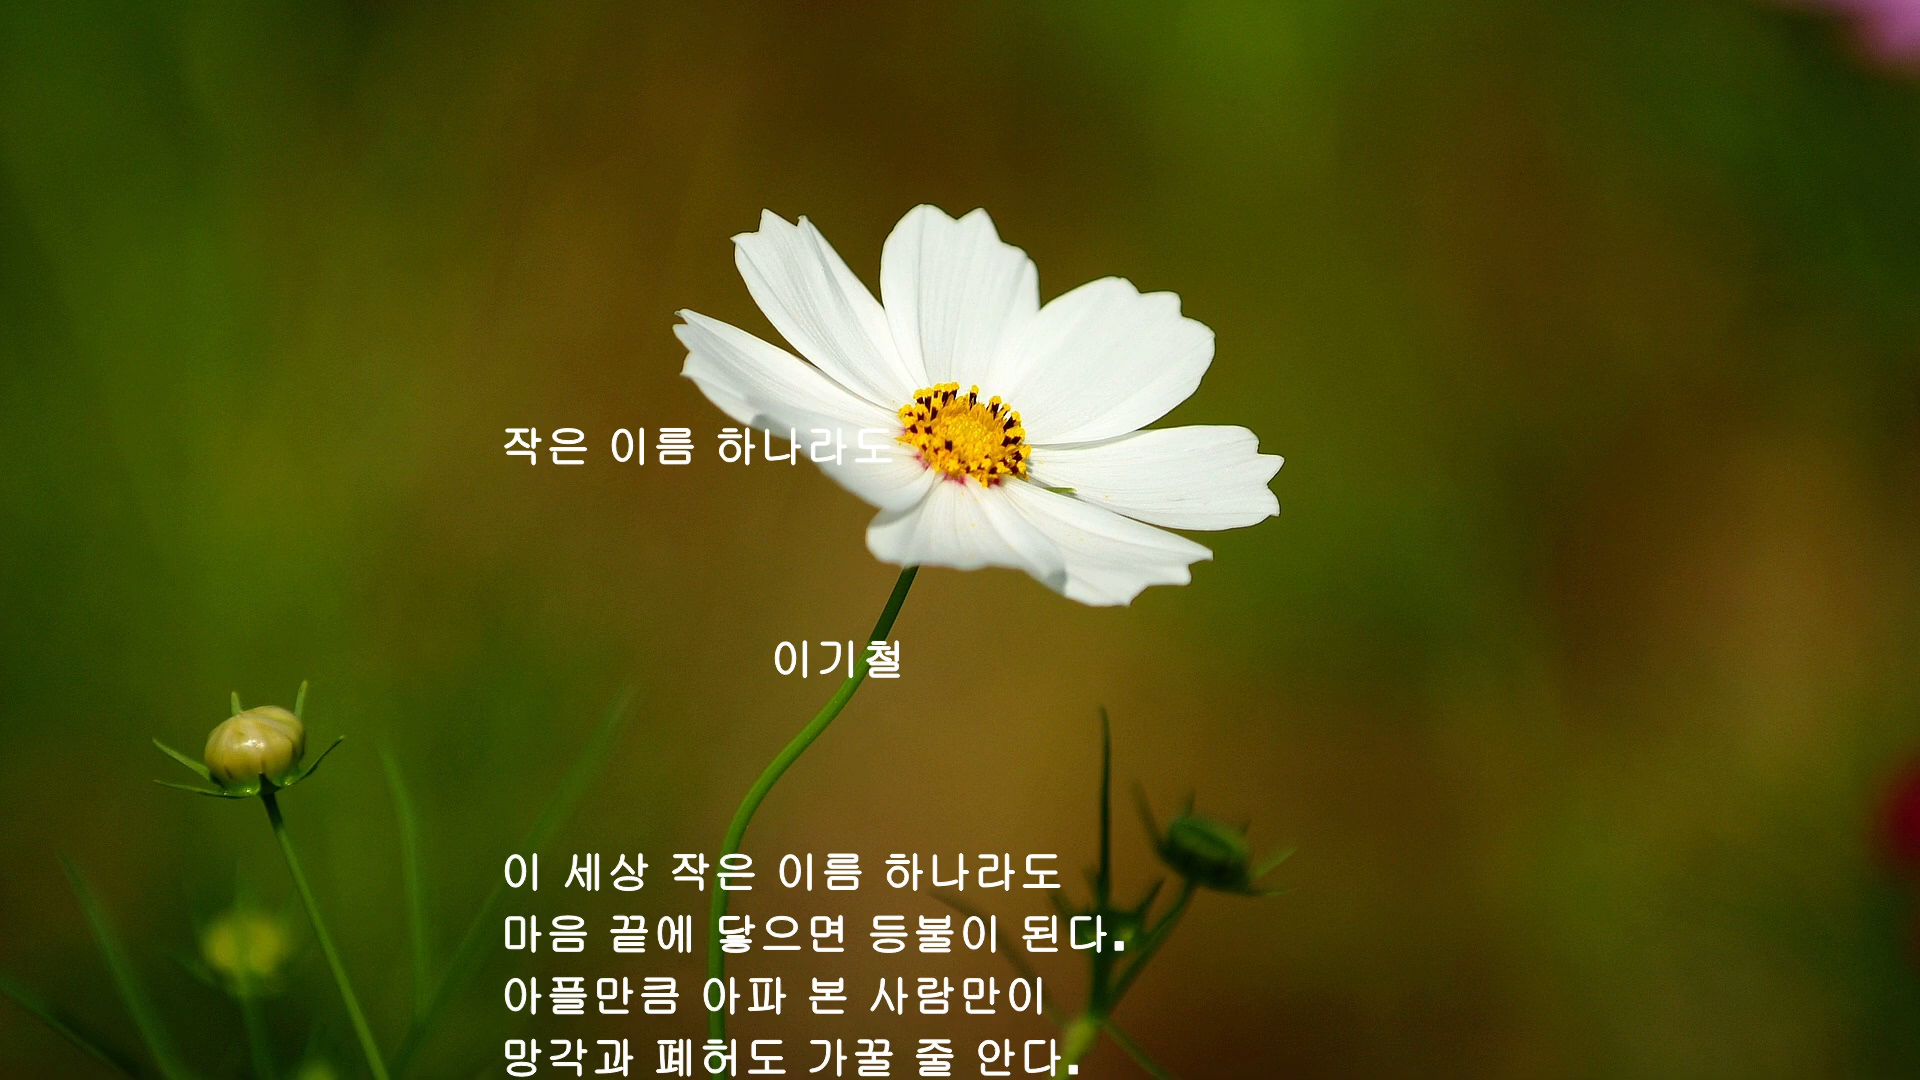 작은 이름 하나라도
이기철
이 세상 작은 이름 하나라도
마음 끝에 닿으면 등불이 된다.
아플만큼 아파 본 사람만이
망각과 폐허도 가꿀 줄 안다.